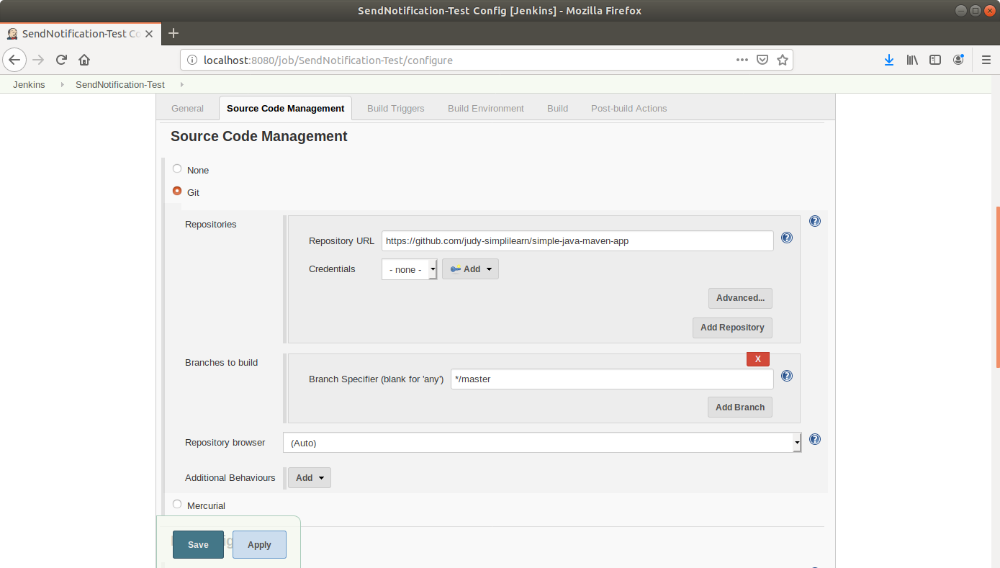 SendNotification-Test Config [Jenkins] - Mozilla Firefox
SendNotification-Test Co
localhost:8080/job/SendNotification-Test/configure
Jenkins SendNotification-Test
General Source Code Management Build Triggers Build Environment Build Post-build Actions
Source Code Management
None
Git
Repositories
Repository URL https://github.com/judy-simplilearn/simple-java-maven-app
Credentials - none - Add
Advanced...
Add Repository
X
Branches to build
Branch Specifier (blank for 'any') */master
Add Branch
Repository browser (Auto)
Additional Behaviours Add
Mercurial
Save Apply